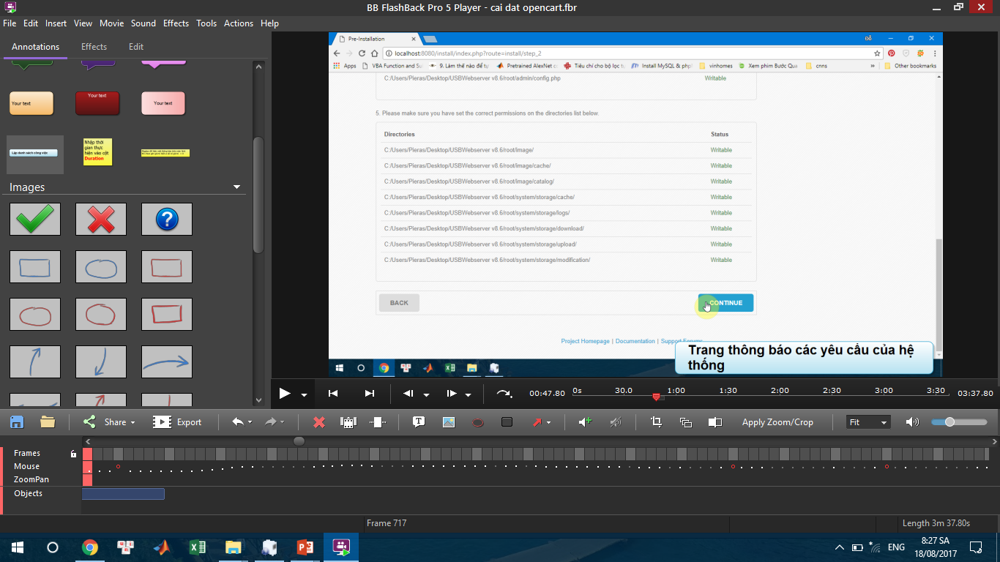 BB FlashBack Pro 5 Player - cai dat opencart.fbr
File Edit Insert View Movie Sound Effects Tools Actions Help
Annotations Effects Edit
Your text
Your text
Your text
Lập danh sách công việc
Nhập thời
gian thực
hiện vào cột
Duration
Images
Pre-Installation
Đỗ
localhost:8080/install/index.php?route=install/step_2
Apps
VBA Function and Su
9. Làm thế nào để tự
Pretrained AlexNet c
Tiêu chí cho bộ lọc tu
Install MySQL & php
vinhomes
Xem phim Bước Qua
cnns
»
Other bookmarks
C:/Users/Pieras/Desktop/USBWebserver v8.6/root/admin/config.php Writable
5. Please make sure you have set the correct permissions on the directories list below.
Directories Status
C:/Users/Pieras/Desktop/USBWebserver v8.6/root/image/ Writable
C:/Users/Pieras/Desktop/USBWebserver v8.6/root/image/cache/ Writable
C:/Users/Pieras/Desktop/USBWebserver v8.6/root/image/catalog/ Writable
C:/Users/Pieras/Desktop/USBWebserver v8.6/root/system/storage/cache/ Writable
C:/Users/Pieras/Desktop/USBWebserver v8.6/root/system/storage/logs/ Writable
C:/Users/Pieras/Desktop/USBWebserver v8.6/root/system/storage/download/ Writable
C:/Users/Pieras/Desktop/USBWebserver v8.6/root/system/storage/upload/ Writable
C:/Users/Pieras/Desktop/USBWebserver v8.6/root/system/storage/modification/ Writable
BACK CONTINUE
Project Homepage | Documentation | Support Forums
Trang thông báo các yêu cầu của hệ
thống
00:47.80 0s 30.0 1:00 1:30 2:00 2:30 3:00 3:30 03:37.80
Share Export Apply Zoom/Crop Fit
Frames
Mouse
ZoomPan
Objects
Frame 717 Length 3m 37.80s
ENG
8:27 SA
18/08/2017